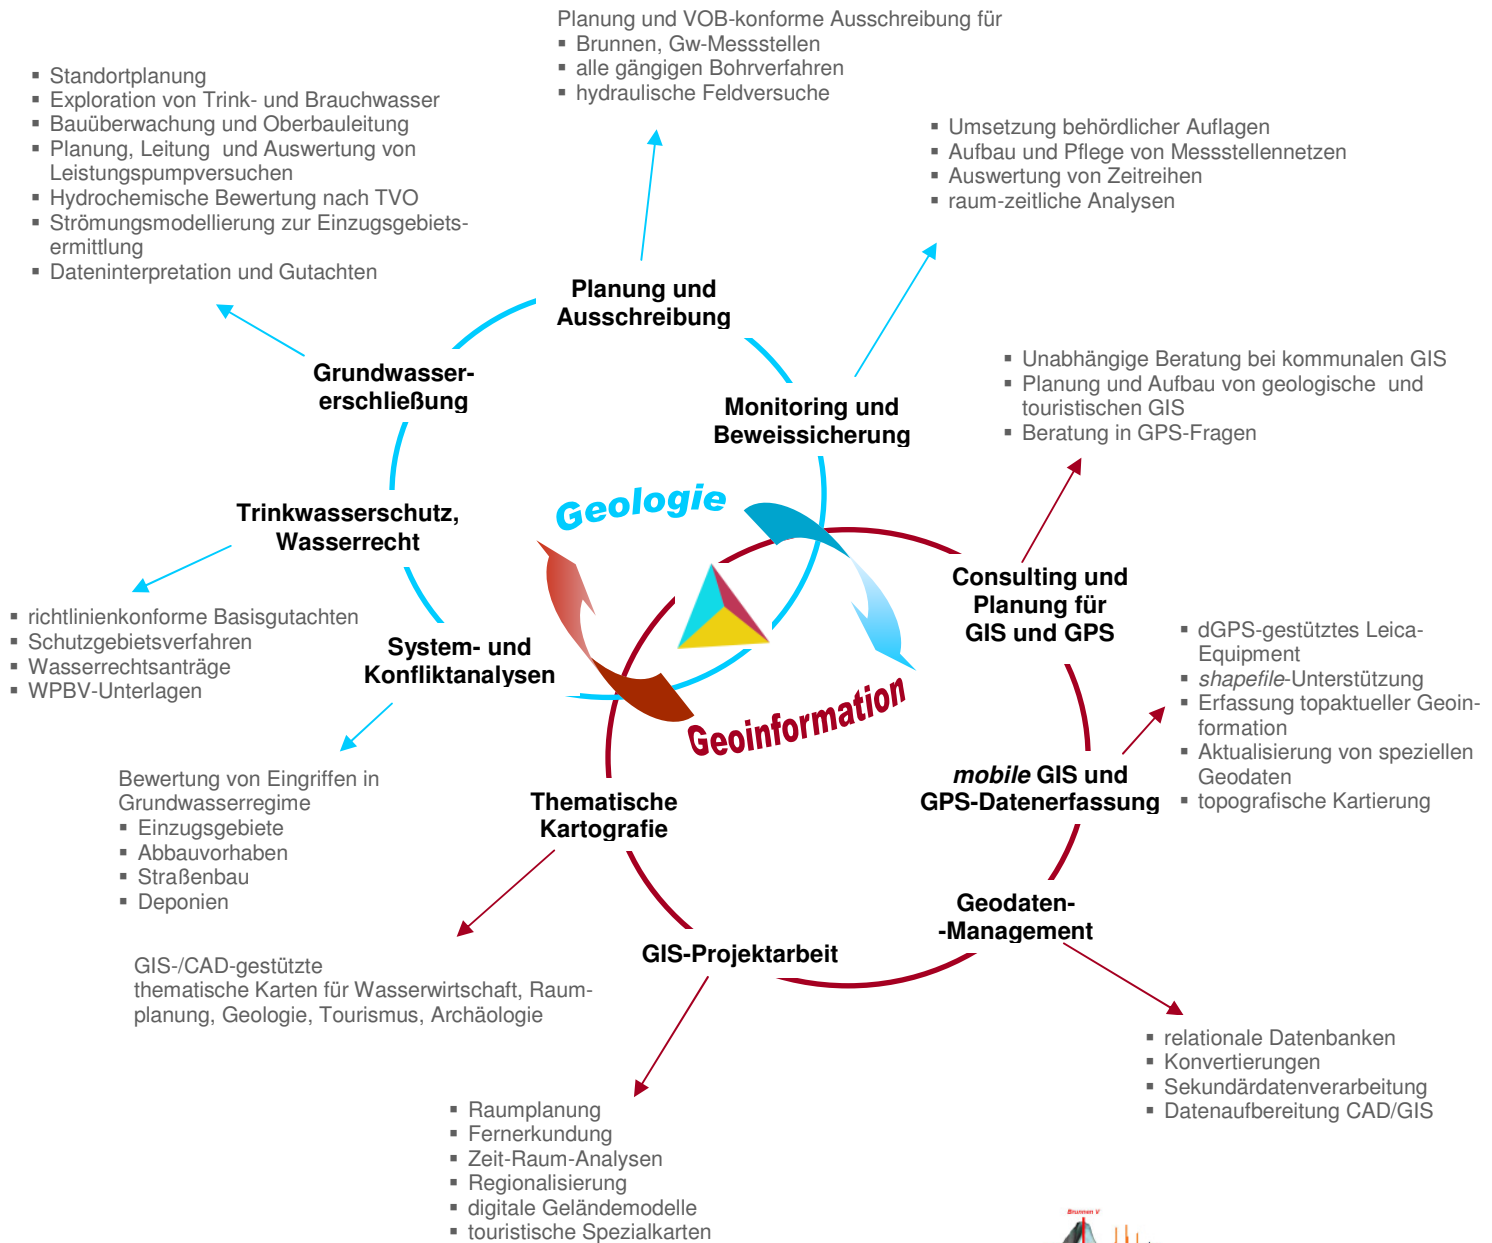 Planung und VOB-konforme Ausschreibung für
▪ Brunnen, Gw-Messstellen
▪ alle gängigen Bohrverfahren
▪ hydraulische Feldversuche
▪ Standortplanung
▪ Exploration von Trink- und Brauchwasser
▪ Bauüberwachung und Oberbauleitung
▪ Planung, Leitung und Auswertung von
Leistungspumpversuchen
▪ Hydrochemische Bewertung nach TVO
▪ Strömungsmodellierung zur Einzugsgebiets-
ermittlung
▪ Dateninterpretation und Gutachten
▪ Umsetzung behördlicher Auflagen
▪ Aufbau und Pflege von Messstellennetzen
▪ Auswertung von Zeitreihen
▪ raum-zeitliche Analysen
Planung und
Ausschreibung
Grundwasser-
erschließung
Monitoring und
Beweissicherung
▪ Unabhängige Beratung bei kommunalen GIS
▪ Planung und Aufbau von geologische und
touristischen GIS
▪ Beratung in GPS-Fragen
Trinkwasserschutz,
Wasserrecht
Geologie
Consulting und
Planung für
GIS und GPS
▪ richtlinienkonforme Basisgutachten
▪ Schutzgebietsverfahren
▪ Wasserrechtsanträge
▪ WPBV-Unterlagen
System- und
Konfliktanalysen
▪ dGPS-gestütztes Leica-
Equipment
▪ shapefile-Unterstützung
▪ Erfassung topaktueller Geoin-
formation
▪ Aktualisierung von speziellen
Geodaten
▪ topografische Kartierung
Geoinformation
Bewertung von Eingriffen in
Grundwasserregime
▪ Einzugsgebiete
▪ Abbauvorhaben
▪ Straßenbau
▪ Deponien
Thematische
Kartografie
mobile GIS und
GPS-Datenerfassung
Geodaten-
-Management
GIS-Projektarbeit
GIS-/CAD-gestützte
thematische Karten für Wasserwirtschaft, Raum-
planung, Geologie, Tourismus, Archäologie
▪ relationale Datenbanken
▪ Konvertierungen
▪ Sekundärdatenverarbeitung
▪ Datenaufbereitung CAD/GIS
▪ Raumplanung
▪ Fernerkundung
▪ Zeit-Raum-Analysen
▪ Regionalisierung
▪ digitale Geländemodelle
▪ touristische Spezialkarten
Brunnen V